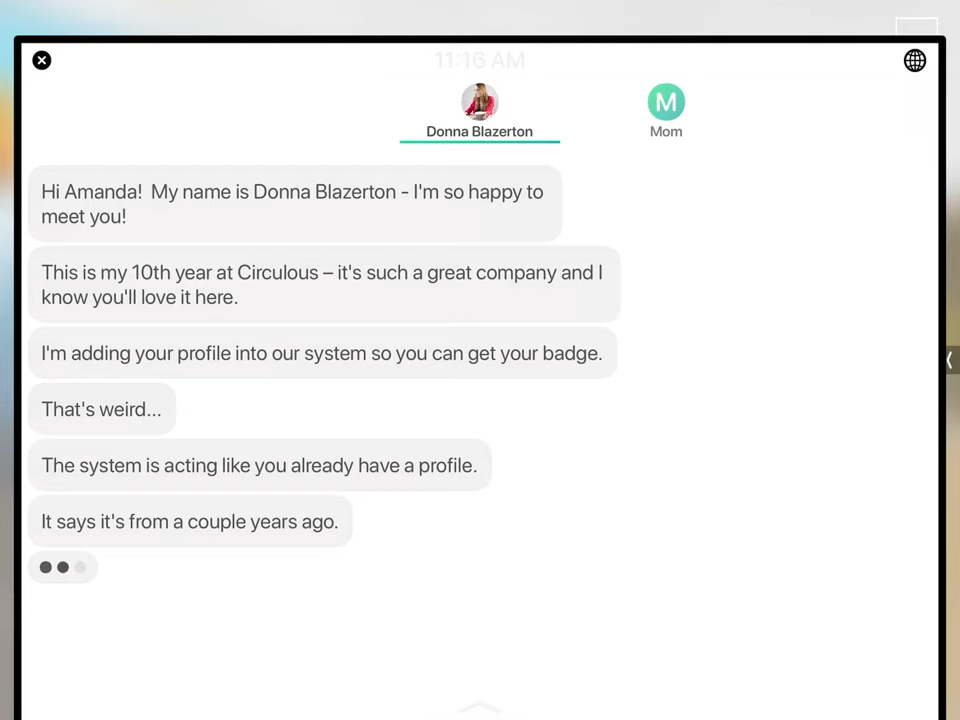 11:16 AM
M
Donna Blazerton
Mom
Hi Amanda!  My name is Donna Blazerton - I'm so happy to
meet you!
This is my 10th year at Circulous – it's such a great company and I
know you'll love it here.
I'm adding your profile into our system so you can get your badge.
That's weird...
The system is acting like you already have a profile.
It says it's from a couple years ago.